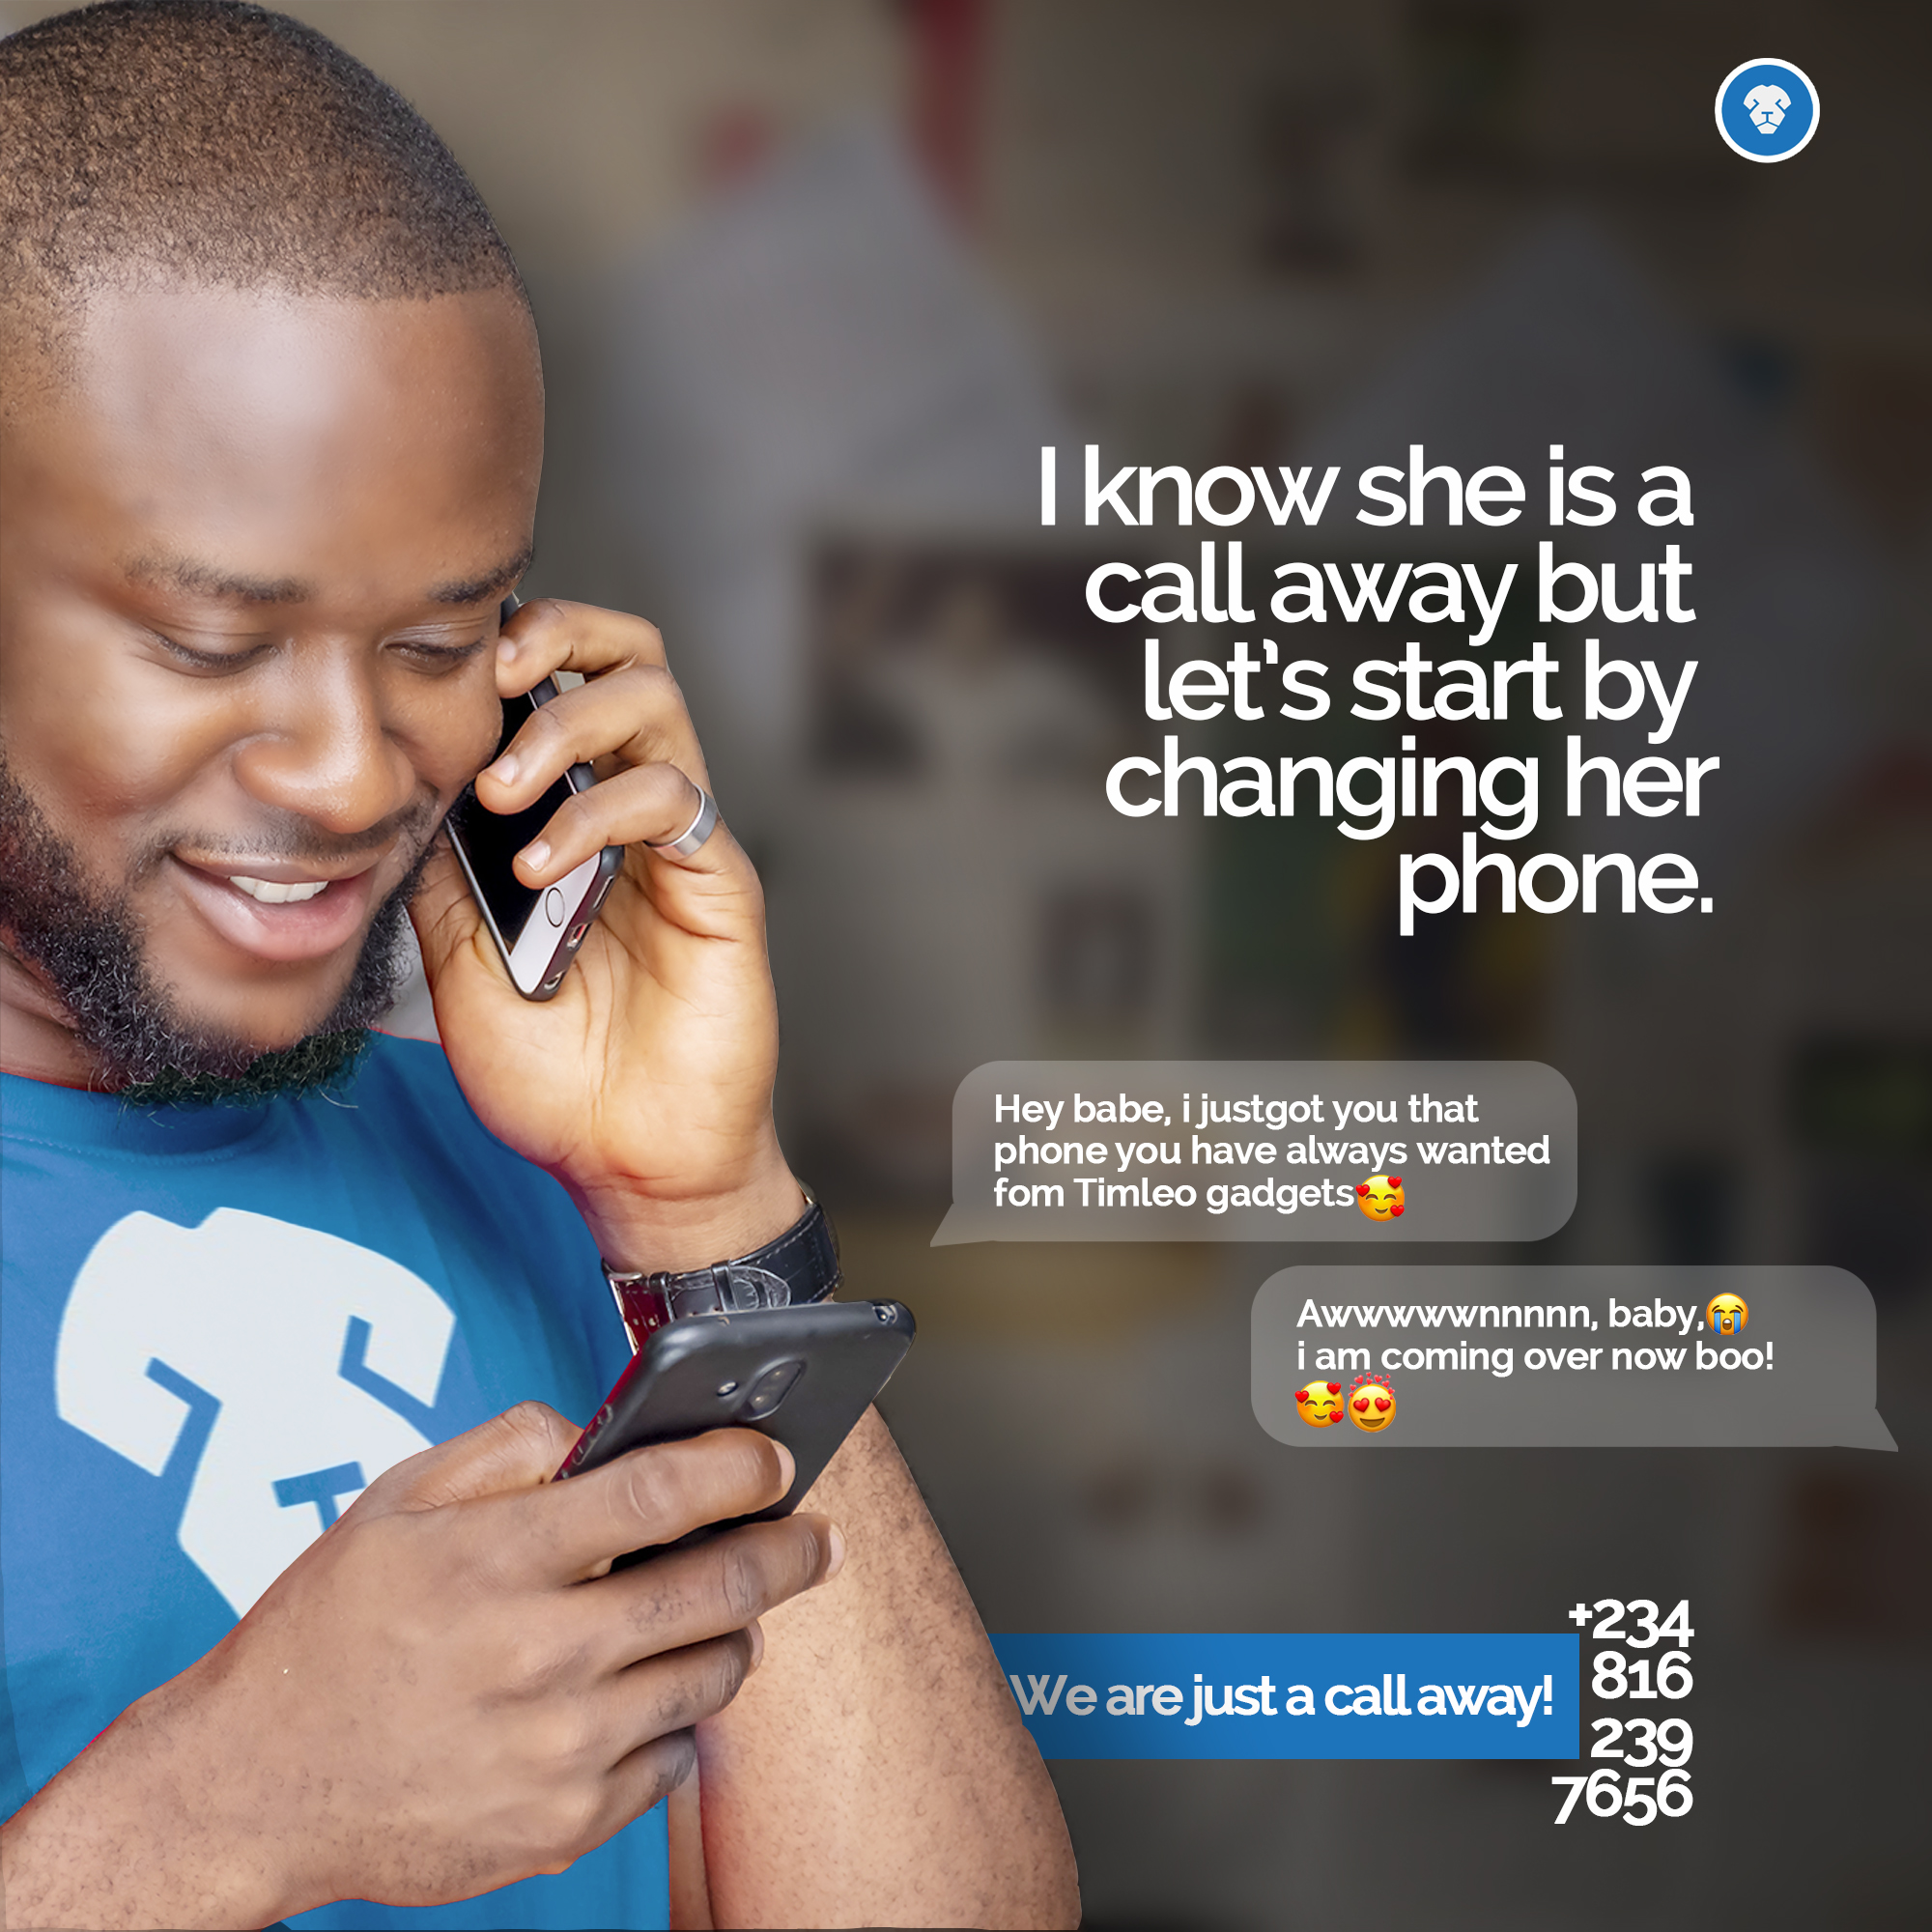 I know she is a
call away but
let's start by
changing her
phone.
Hey babe, i justgot you that
phone you have always wanted
fom Timleo gadgets🥰
Awwwwwnnnnn, baby,😭
i am coming over now boo!
🥰😍
We are just a call away!
+234
816
239
7656